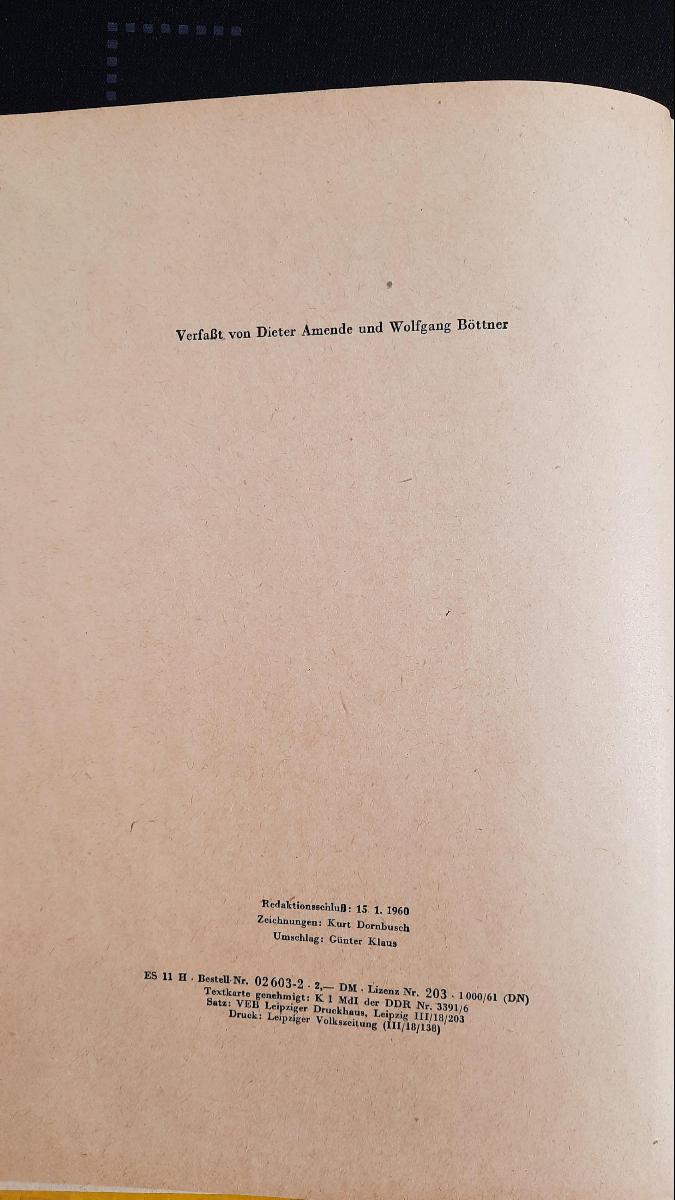 Verfaßt von Dieter Amende und Wolfgang Böttner
Redaktionsschluß: 15. 1. 1960
Zeichnungen: Kurt Dornbusch
Umschlag: Günter Klaus
ES 11 H · Bestell-Nr. 02 603-2 · 2,— DM · Lizenz Nr. 203 · 1000/61 (DN)
Textkarte genehmigt: K 1 MdI der DDR Nr. 3391/6
Satz: VEB Leipziger Druckhaus, Leipzig III/18/203
Druck: Leipziger Volkszeitung (III/18/138)